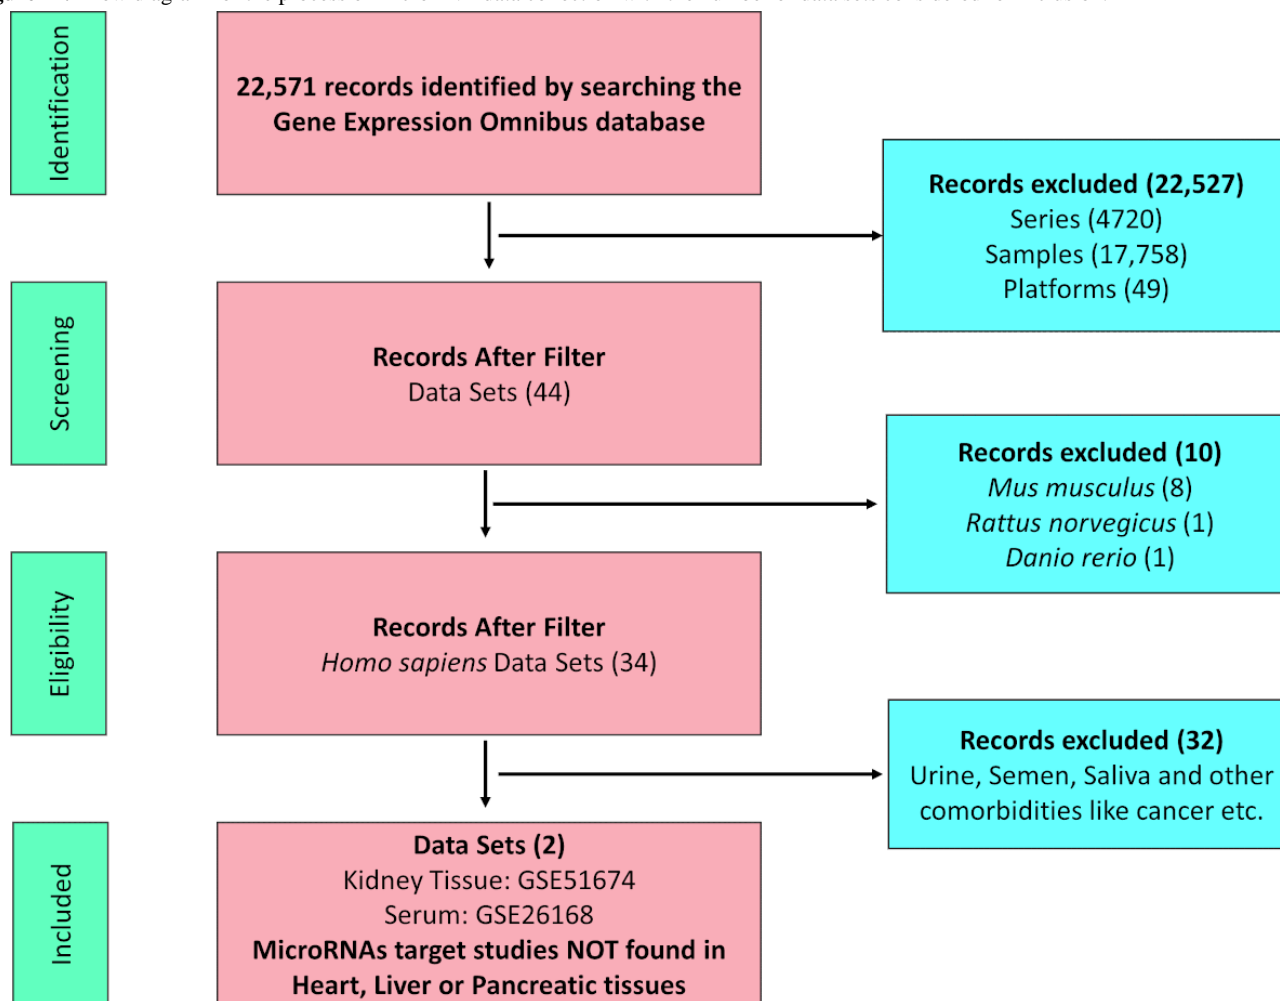 Identification
22,571 records identified by searching the
Gene Expression Omnibus database
Records excluded (22,527)
Series (4720)
Samples (17,758)
Platforms (49)
Screening
Records After Filter
Data Sets (44)
Records excluded (10)
Mus musculus (8)
Rattus norvegicus (1)
Danio rerio (1)
Eligibility
Records After Filter
Homo sapiens Data Sets (34)
Records excluded (32)
Urine, Semen, Saliva and other
comorbidities like cancer etc.
Included
Data Sets (2)
Kidney Tissue: GSE51674
Serum: GSE26168
MicroRNAs target studies NOT found in
Heart, Liver or Pancreatic tissues